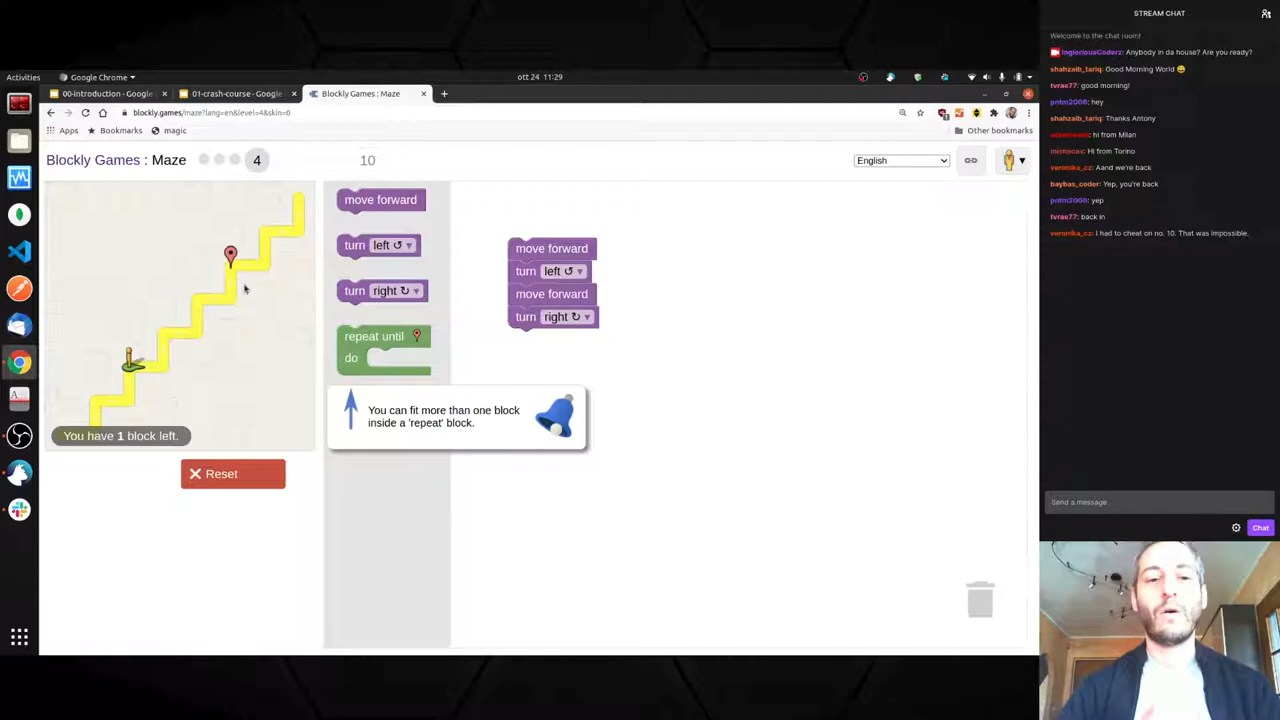 STREAM CHAT
Welcome to the chat room!
IngloriousCoderz: Anybody in da house? Are you ready?
shahzaib_tariq: Good Morning World
tvrae77: good morning!
pntm2006: hey
shahzaib_tariq: Thanks Antony
hi from Milan
Hi from Torino
veronika_cz: Aand we're back
baybas_coder: Yep, you're back
pntm2006: yep
tvrae77: back in
veronika_cz: I had to cheat on no. 10. That was impossible.
Send a message
Chat
Activities
Google Chrome
ott 24 11:29
00-introduction - Google
01-crash-course - Google
Blockly Games : Maze
blockly.games/maze?lang=en&level=4&skin=0
Apps
Bookmarks
magic
Other bookmarks
Blockly Games : Maze
4
10
English
move forward
turn left ↺
turn right ↻
repeat until
do
move forward
turn left ↺
move forward
turn right ↻
You can fit more than one block
inside a 'repeat' block.
You have 1 block left.
Reset